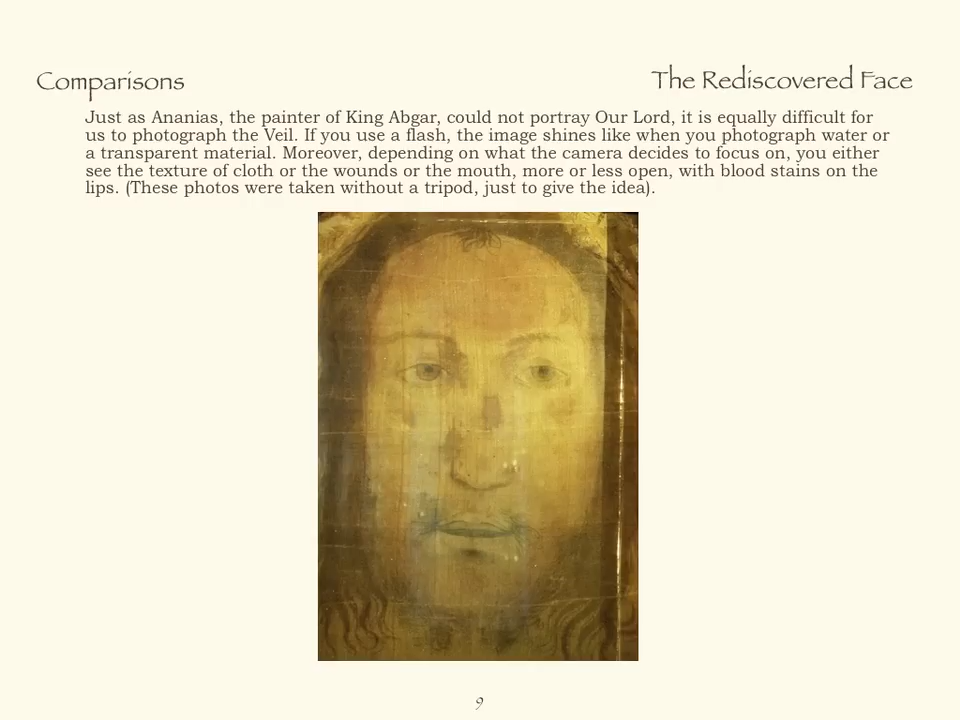 Comparisons
The Rediscovered Face
Just as Ananias, the painter of King Abgar, could not portray Our Lord, it is equally difficult for
us to photograph the Veil. If you use a flash, the image shines like when you photograph water or
a transparent material. Moreover, depending on what the camera decides to focus on, you either
see the texture of cloth or the wounds or the mouth, more or less open, with blood stains on the
lips. (These photos were taken without a tripod, just to give the idea).
9